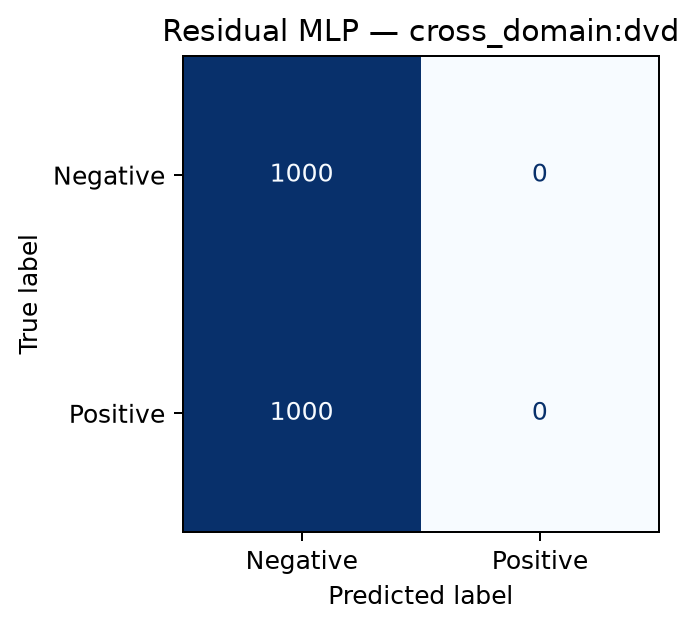 Residual MLP — cross_domain:dvd
True label
Negative
1000 0
Positive
1000 0
Negative Positive
Predicted label